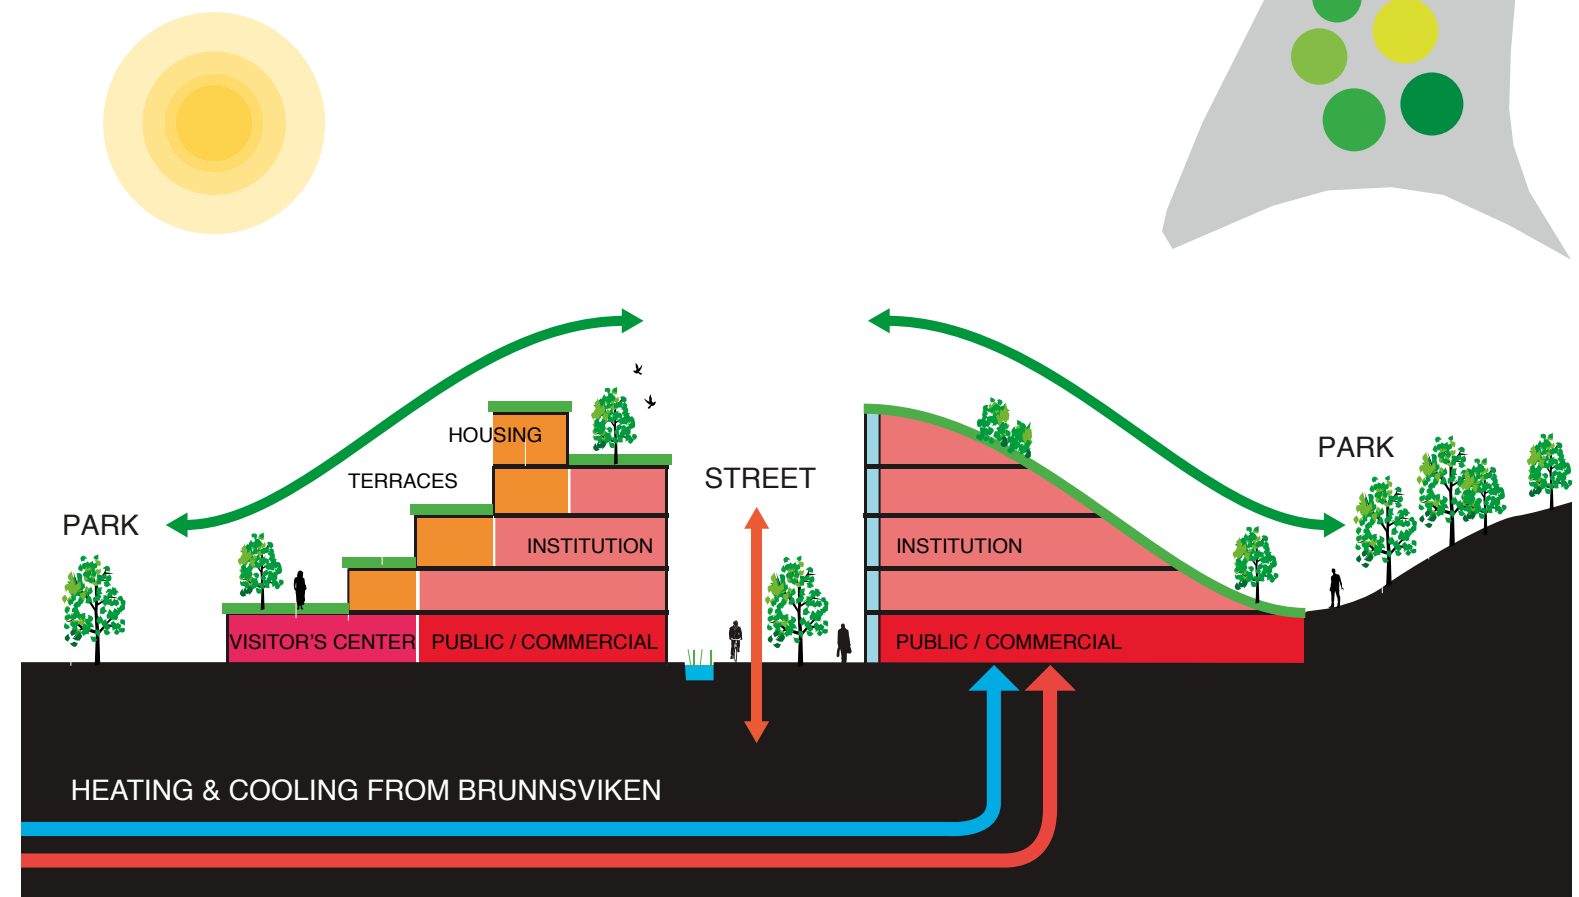 HOUSING
TERRACES
PARK
STREET
PARK
INSTITUTION
INSTITUTION
VISITOR'S CENTER
PUBLIC / COMMERCIAL
PUBLIC / COMMERCIAL
HEATING & COOLING FROM BRUNNSVIKEN